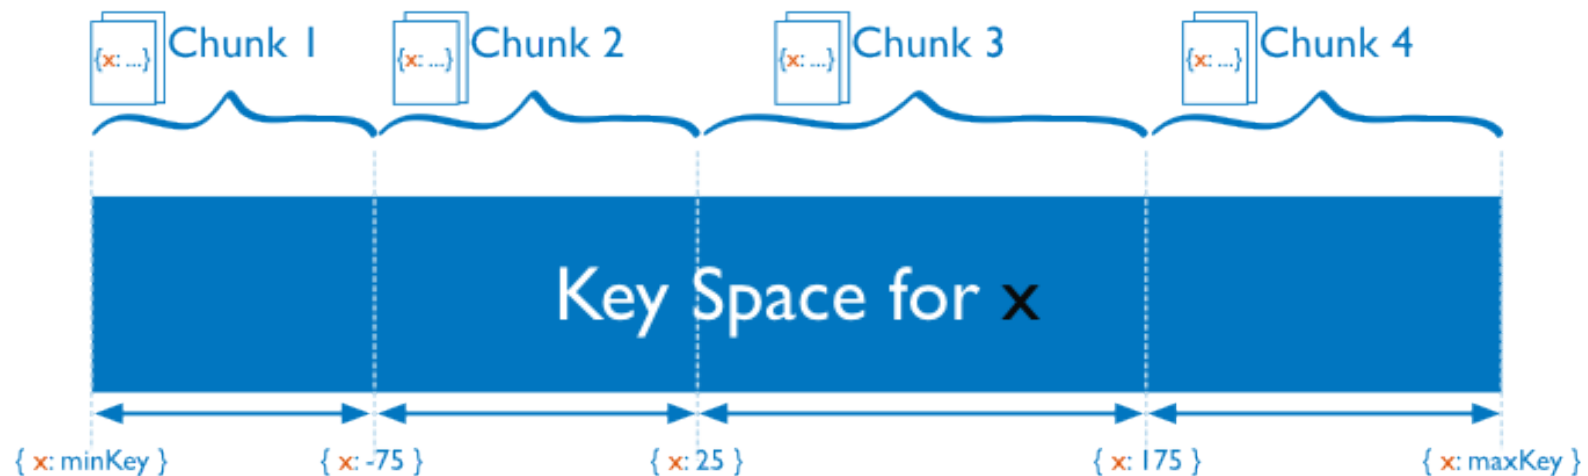 {x: ...} Chunk 1 {x: ...} Chunk 2 {x: ...} Chunk 3 {x: ...} Chunk 4
Key Space for x
{ x: minKey } { x: -75 } { x: 25 } { x: 175 } { x: maxKey }